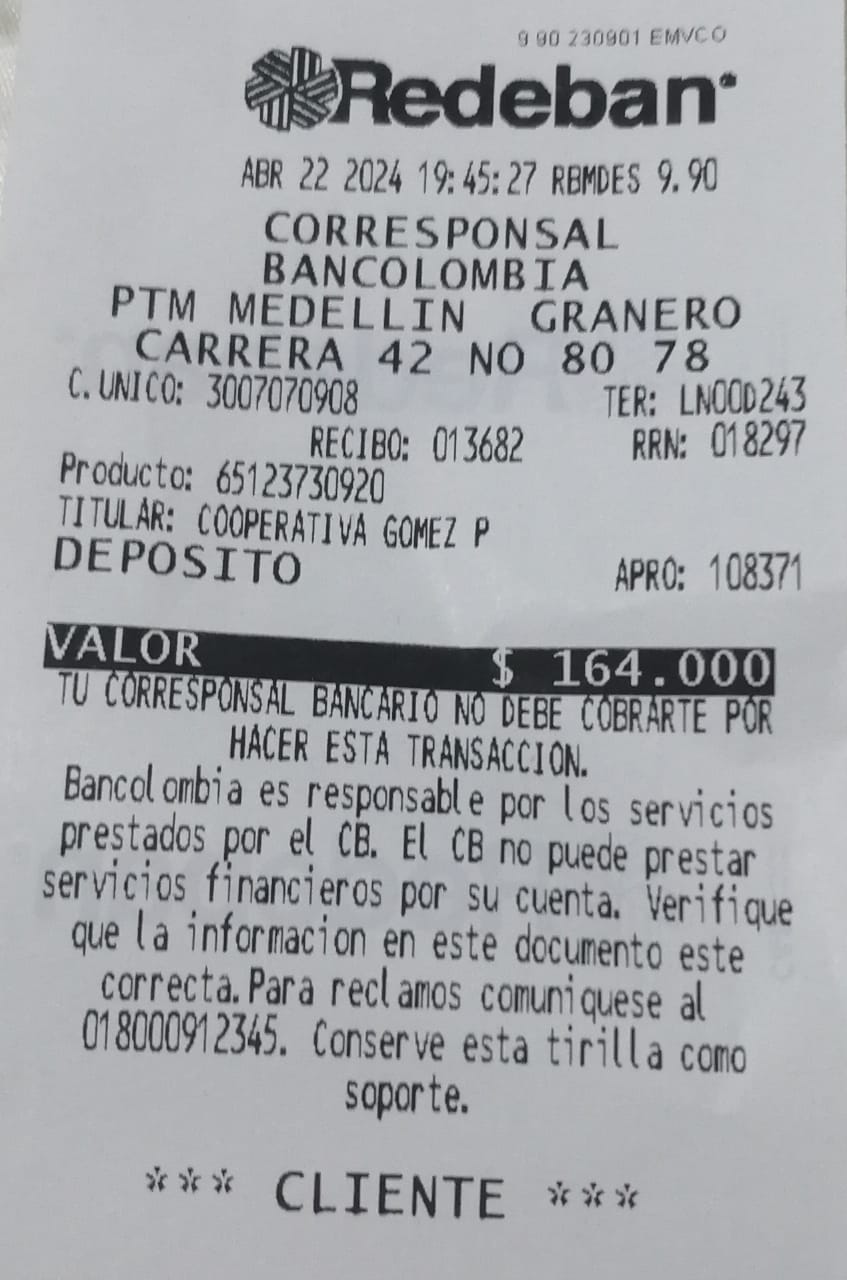 9 90 230901 EMVCO
Redeban
ABR 22 2024 19:45:27 RBMDES 9.90
CORRESPONSAL
BANCOLOMBIA
PTM MEDELLIN GRANERO
CARRERA 42 NO 80 78
C. UNICO: 3007070908 TER: LN00D243
RECIBO: 013682 RRN: 018297
Producto: 65123730920
TITULAR: COOPERATIVA GOMEZ P
DEPOSITO APRO: 108371
VALOR $ 164.000
TU CORRESPONSAL BANCARIO NO DEBE COBRARTE POR
HACER ESTA TRANSACCION.
Bancolombia es responsable por los servicios
prestados por el CB. El CB no puede prestar
servicios financieros por su cuenta. Verifique
que la informacion en este documento este
correcta.Para reclamos comuniquese al
018000912345. Conserve esta tirilla como
soporte.
*** CLIENTE ***